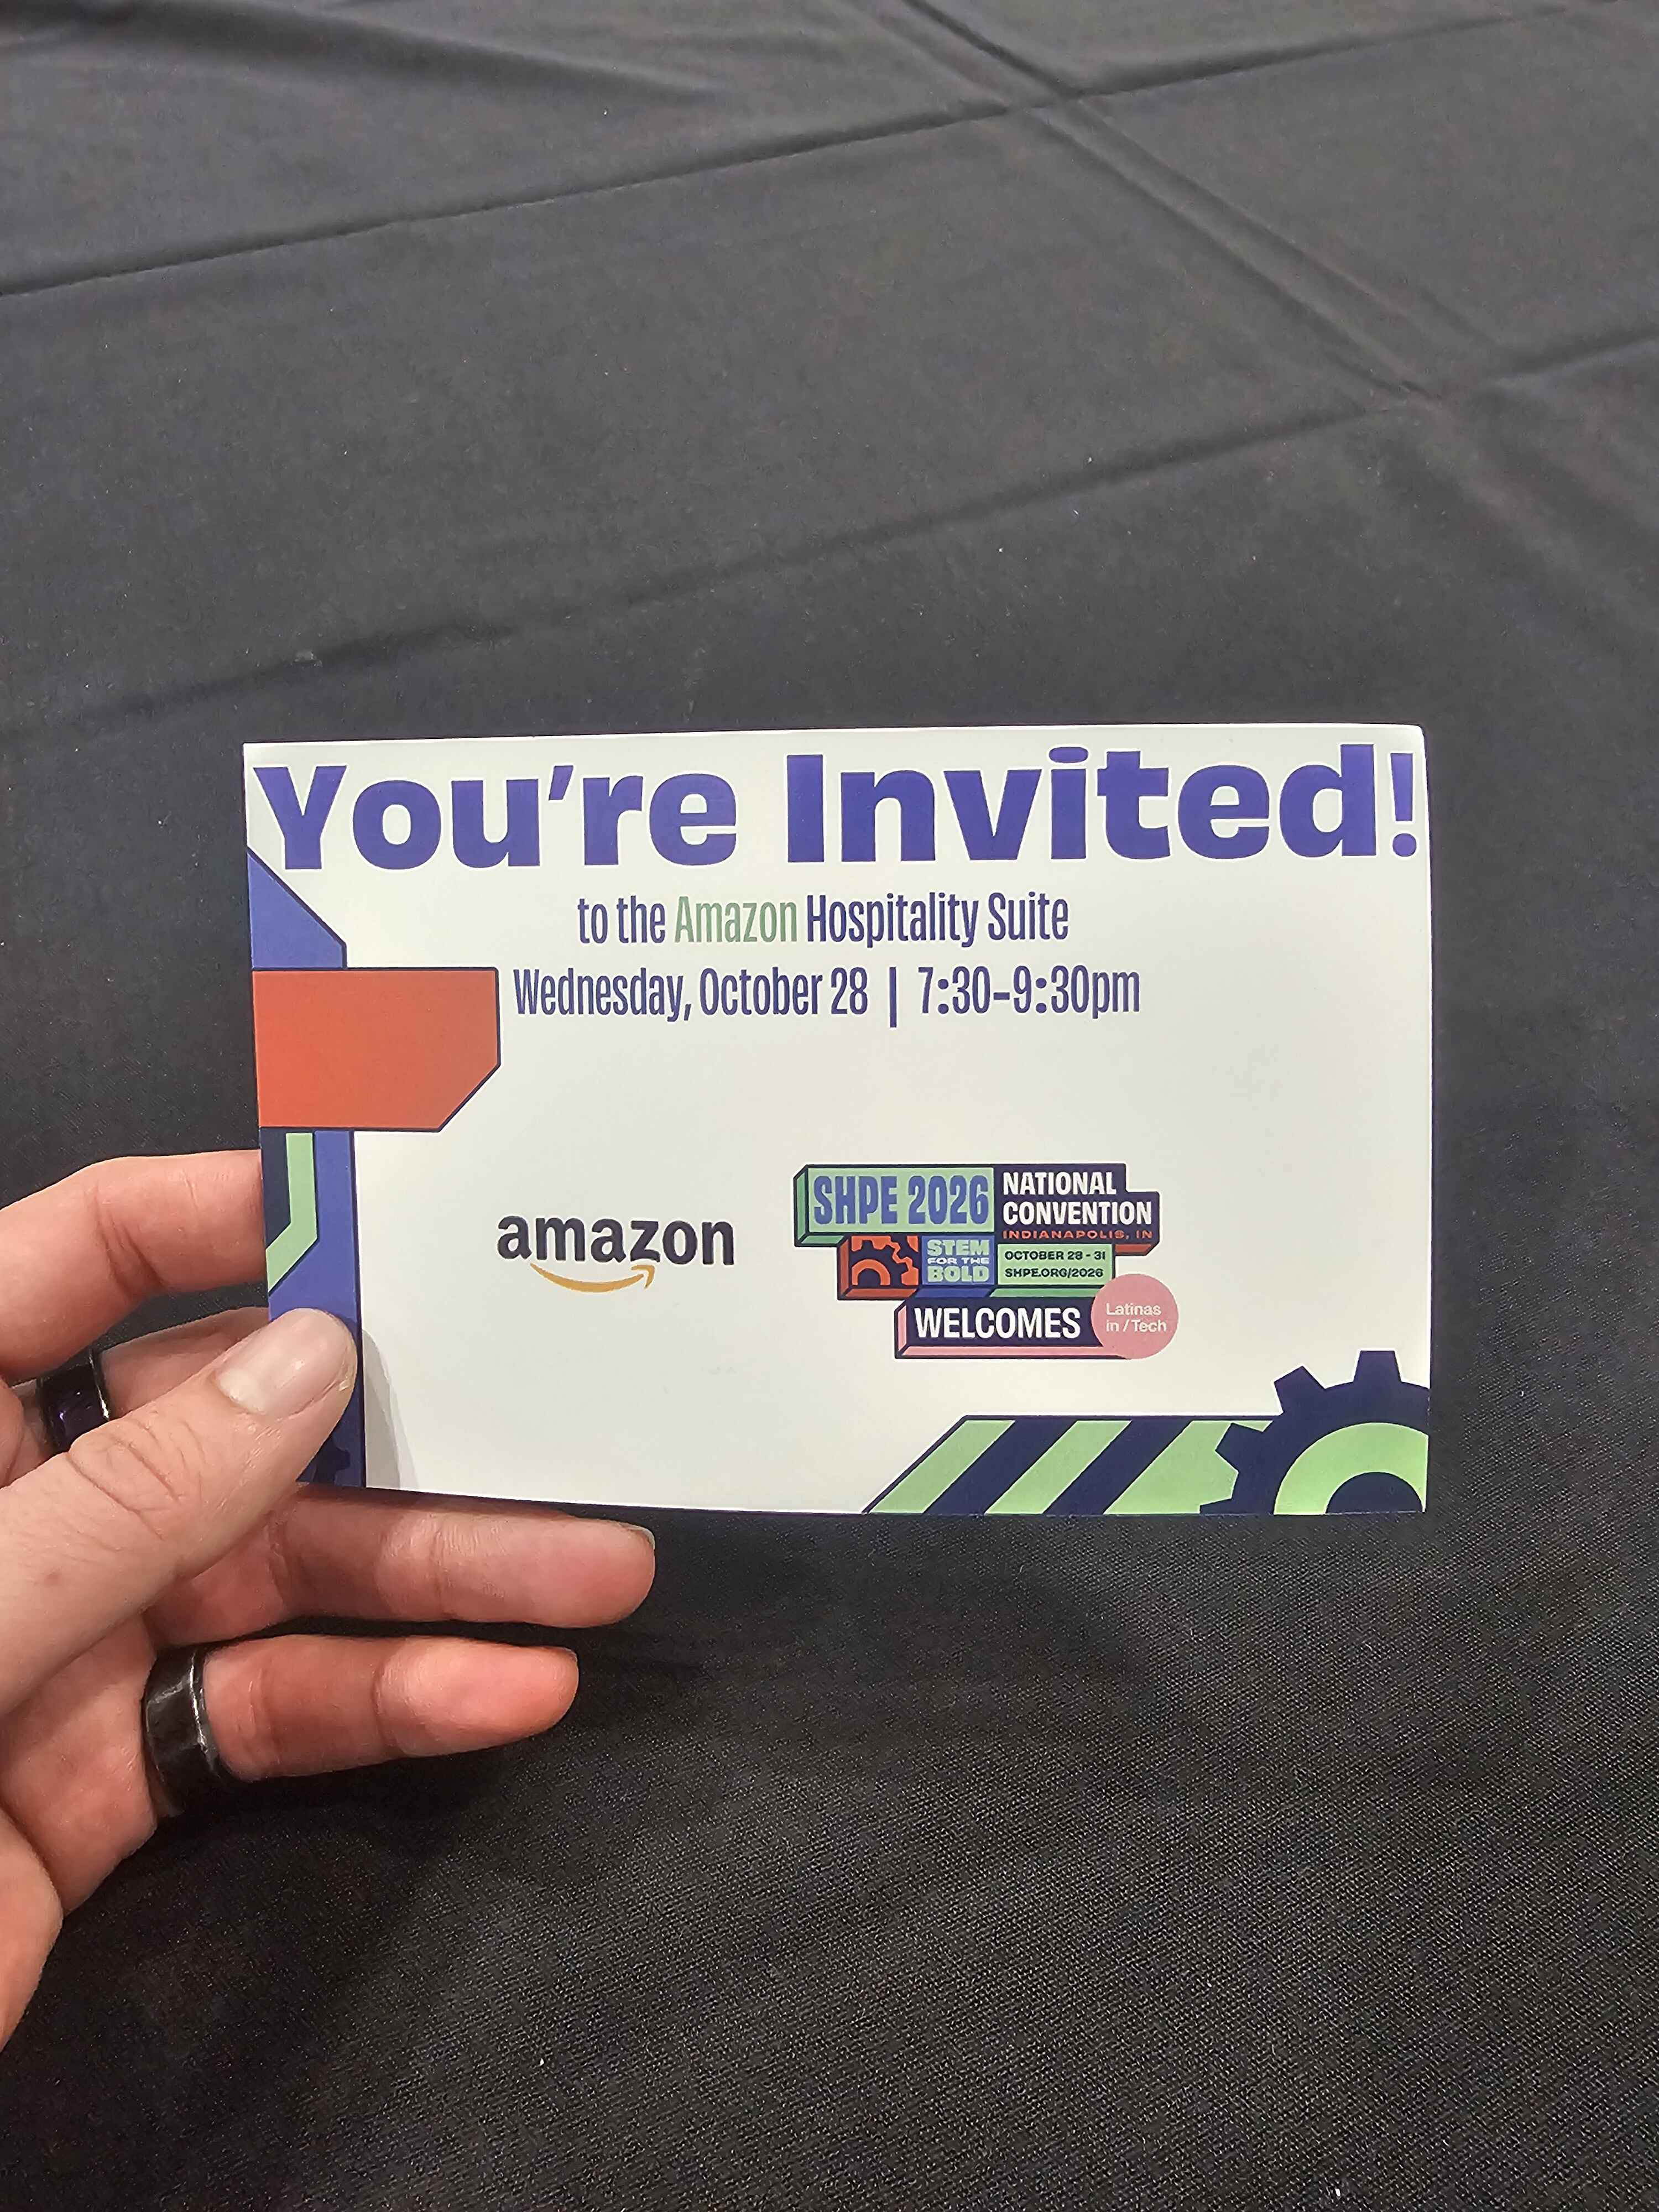 You're Invited!
to the Amazon Hospitality Suite
Wednesday, October 28 | 7:30-9:30pm
amazon
SHPE 2026
NATIONAL
CONVENTION
INDIANAPOLIS, IN
STEM
FOR THE
BOLD
OCTOBER 28 - 31
SHPE.ORG/2026
WELCOMES
Latinas
in / Tech